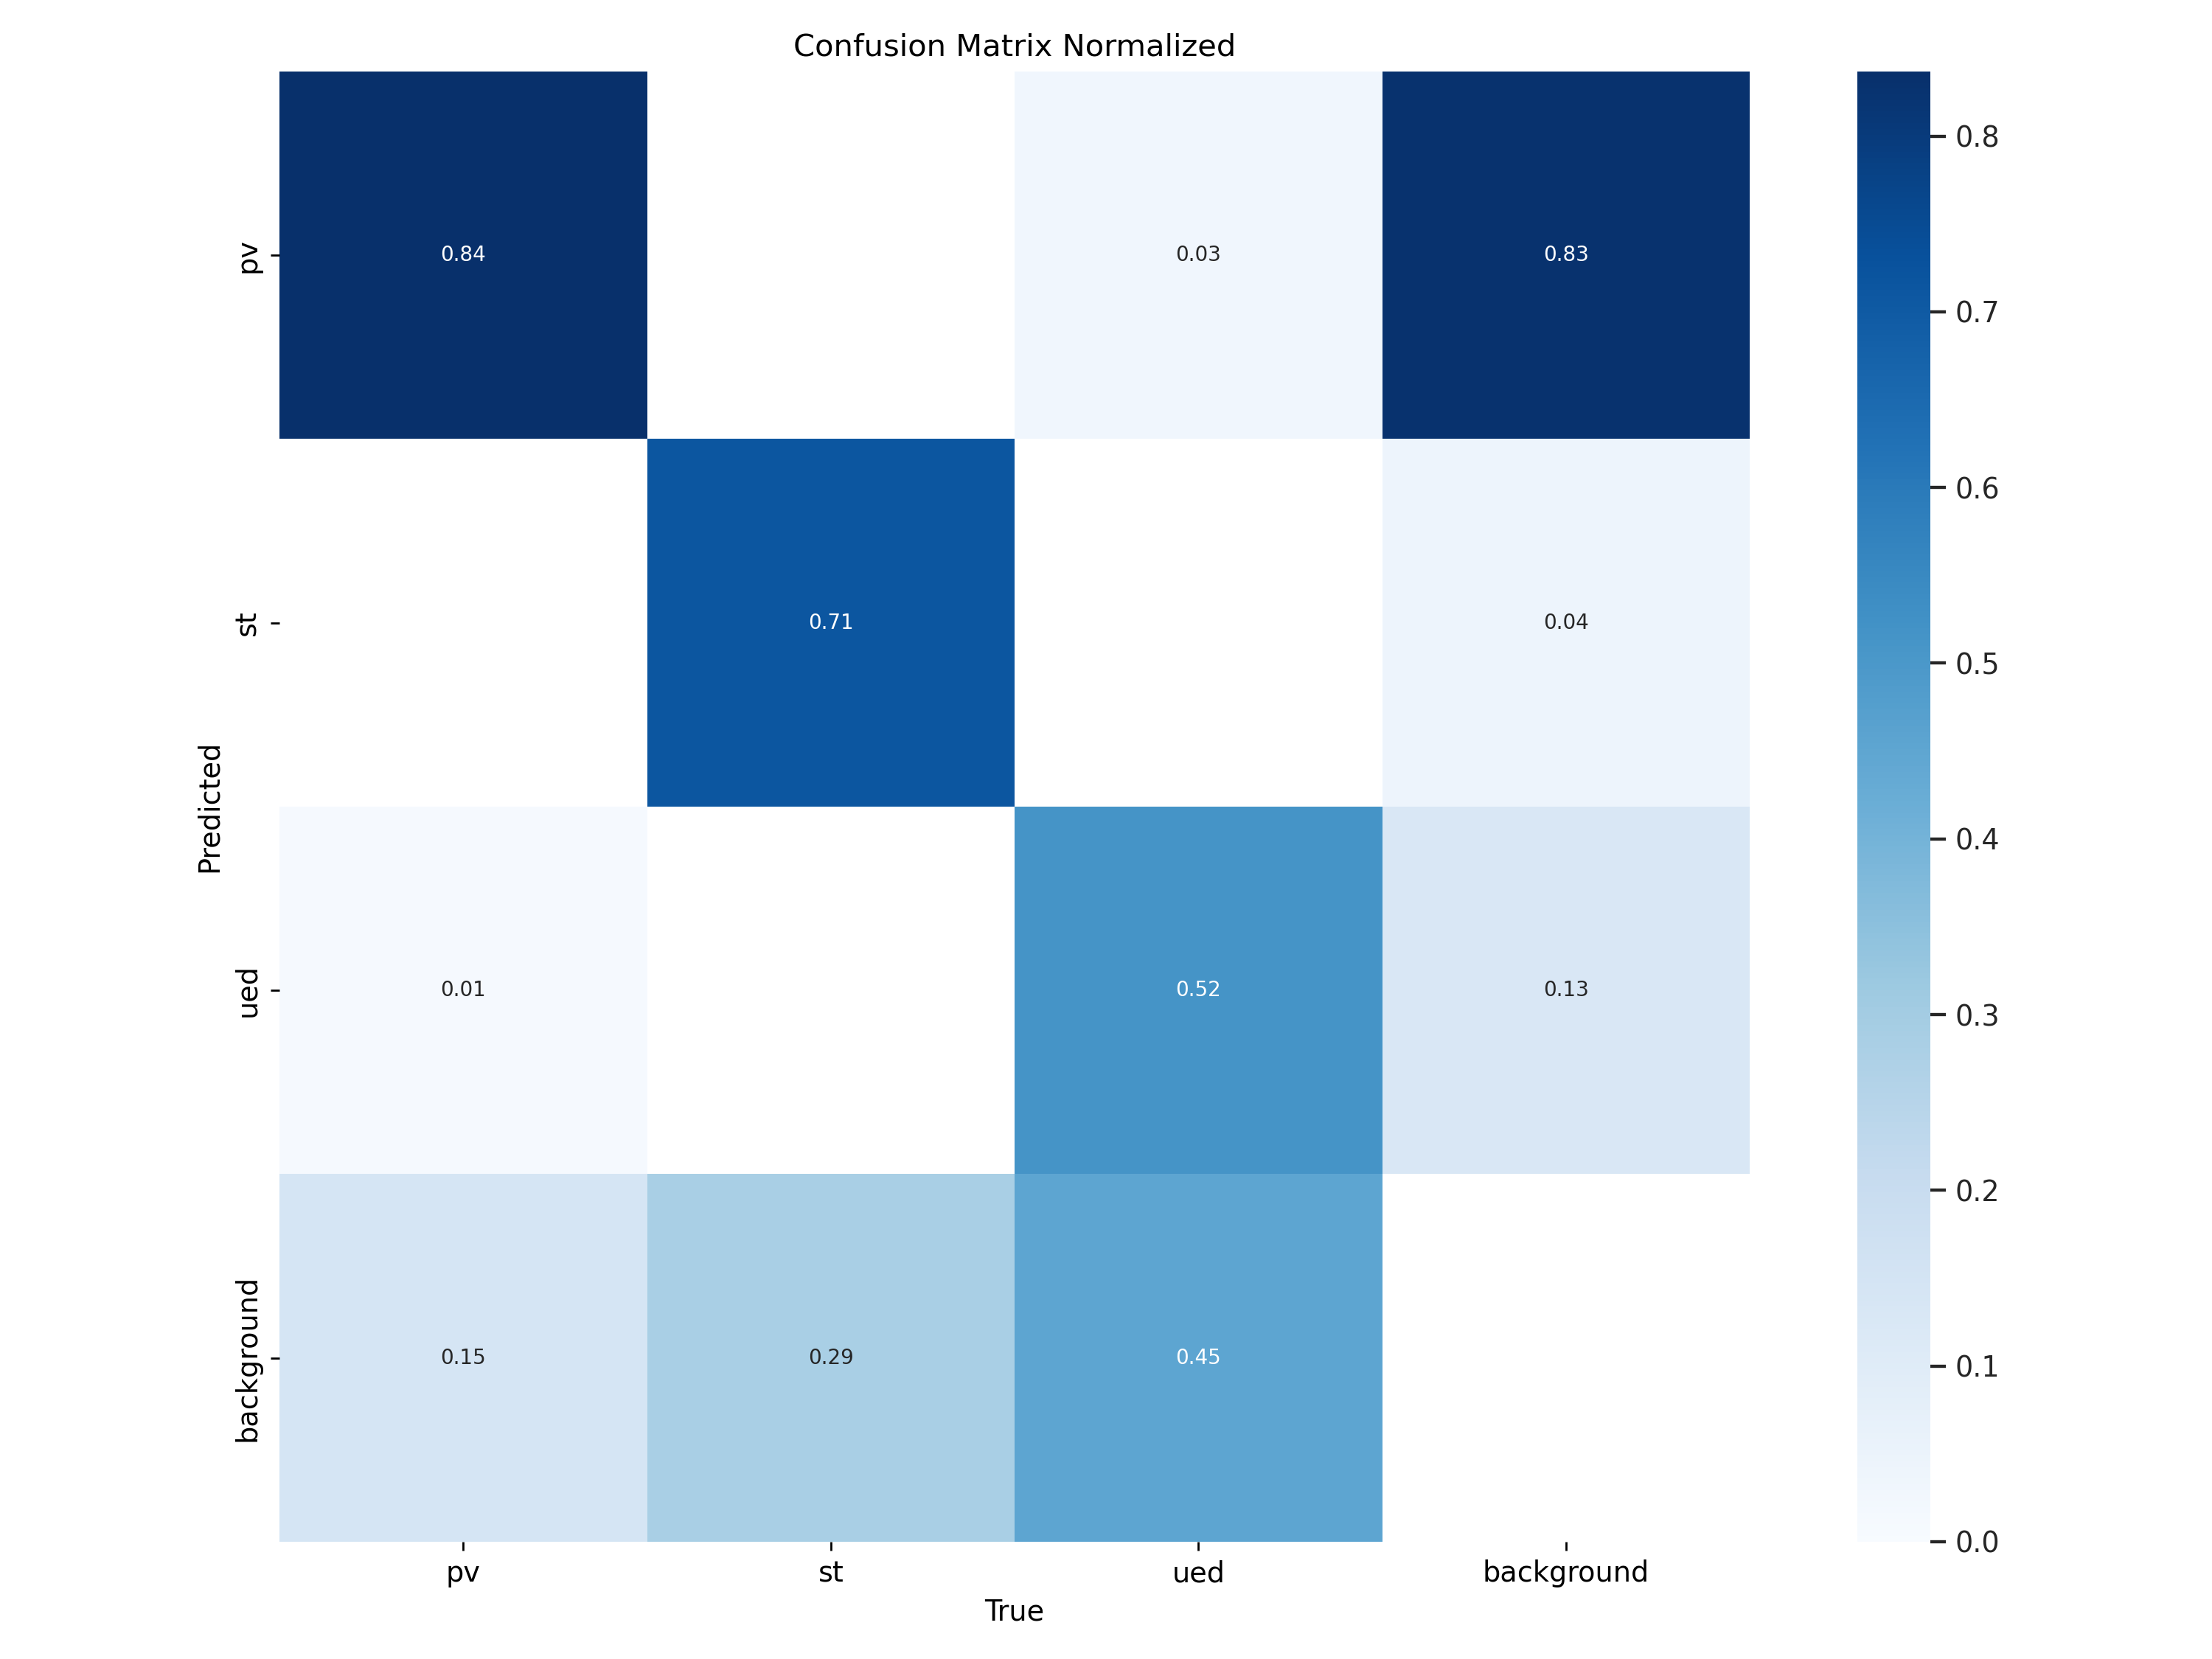 Confusion Matrix Normalized
pv
0.84
0.03
0.83
st
0.71
0.04
ued
0.01
0.52
0.13
background
0.15
0.29
0.45
Predicted
pv
st
ued
background
True
0.8
0.7
0.6
0.5
0.4
0.3
0.2
0.1
0.0